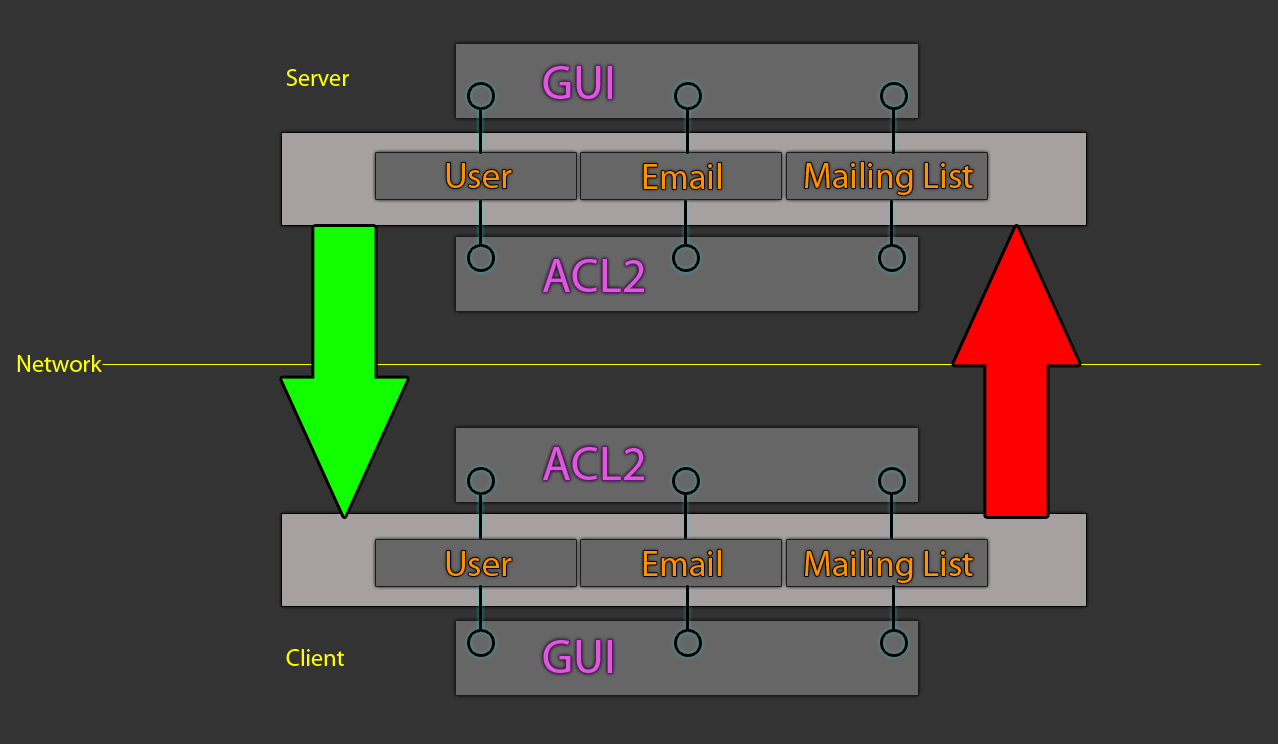 Server
GUI
User
Email
Mailing List
ACL2
Network
ACL2
User
Email
Mailing List
Client
GUI